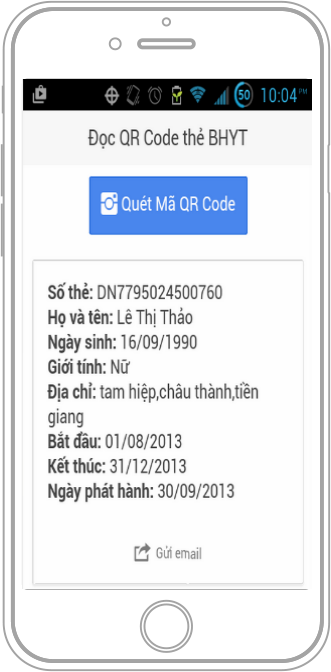 50 10:04 PM
Đọc QR Code thẻ BHYT
Quét Mã QR Code
Số thẻ: DN7795024500760
Họ và tên: Lê Thị Thảo
Ngày sinh: 16/09/1990
Giới tính: Nữ
Địa chỉ: tam hiệp,châu thành,tiền
giang
Bắt đầu: 01/08/2013
Kết thúc: 31/12/2013
Ngày phát hành: 30/09/2013
Gửi email